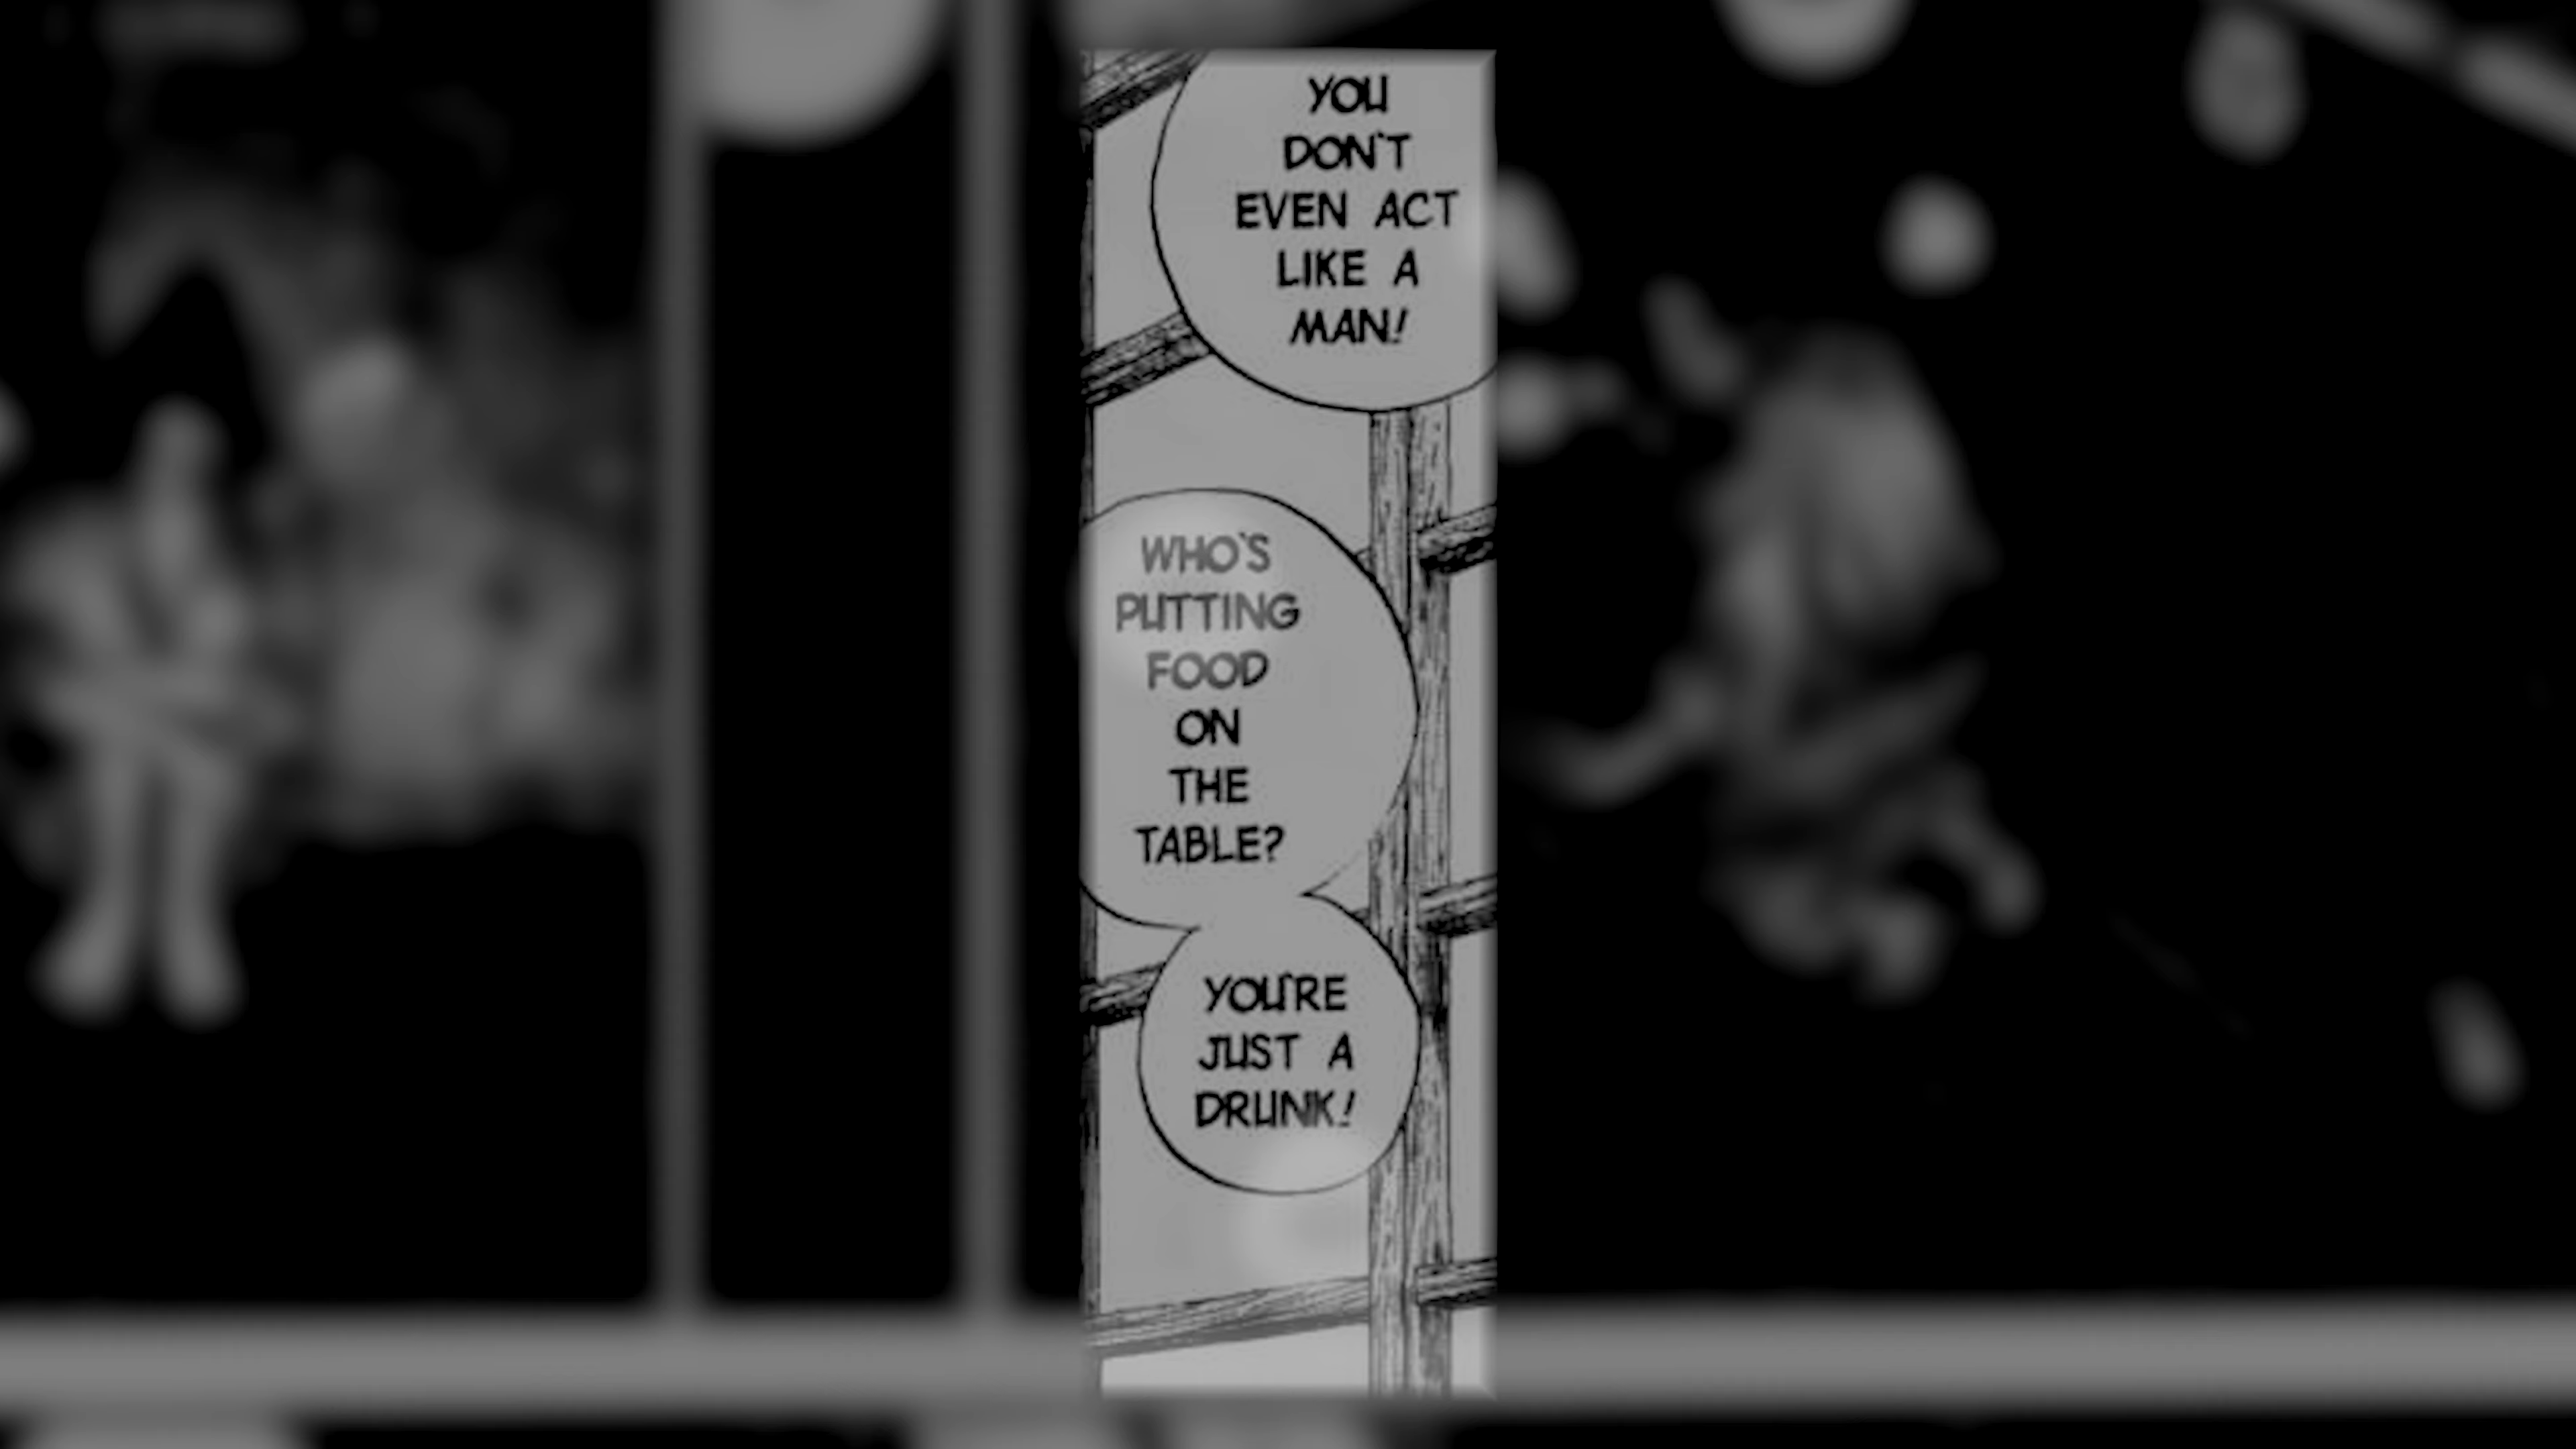 YOU
DON'T
EVEN ACT
LIKE A
MAN!
WHO'S
PUTTING
FOOD
ON
THE
TABLE?
YOU'RE
JUST A
DRUNK!